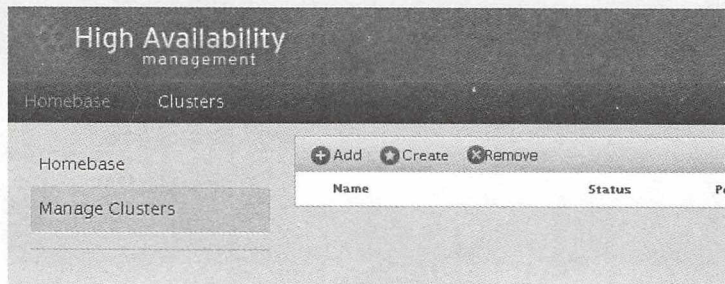 High Availability
management
Homebase Clusters
Homebase
Manage Clusters
Add Create Remove
Name Status